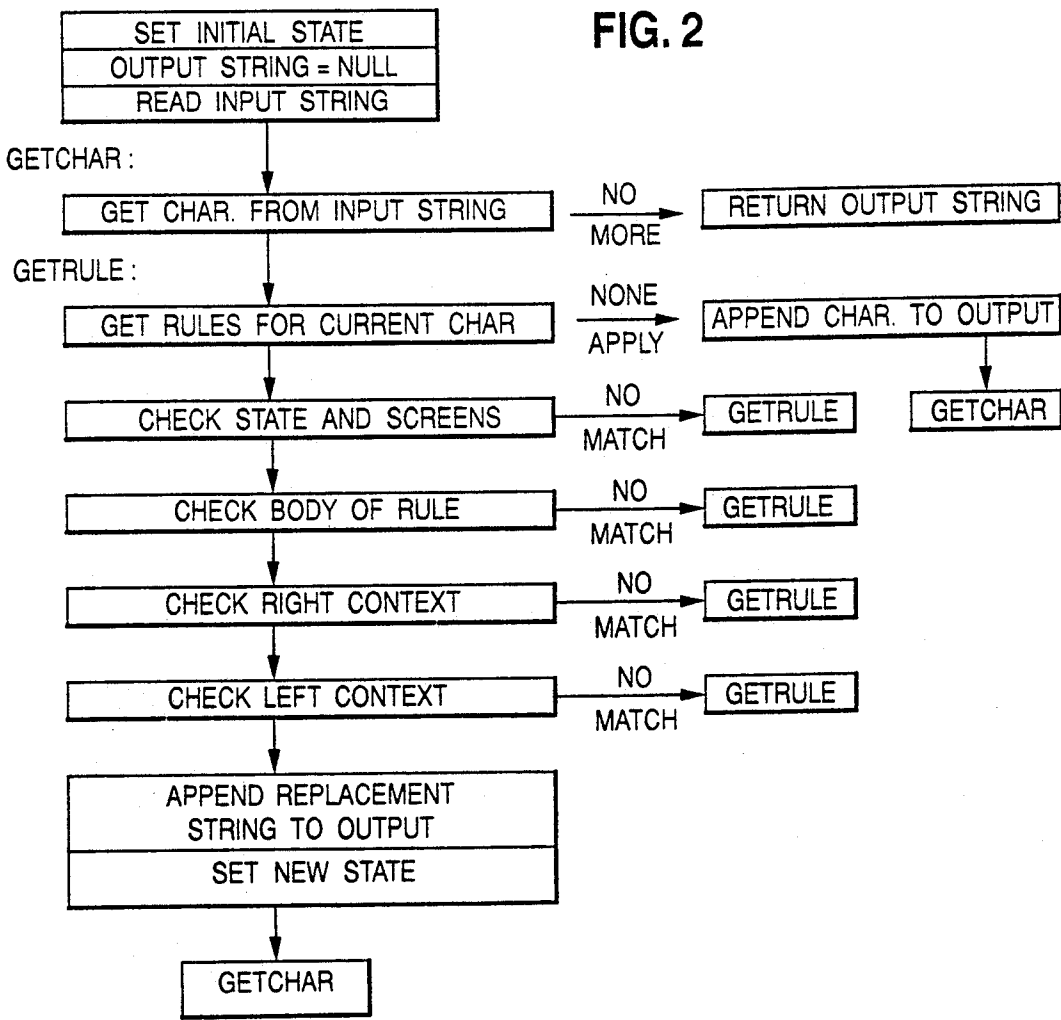 FIG. 2
SET INITIAL STATE
OUTPUT STRING = NULL
READ INPUT STRING
GETCHAR :
GET CHAR. FROM INPUT STRING
NO
MORE
RETURN OUTPUT STRING
GETRULE :
GET RULES FOR CURRENT CHAR
NONE
APPLY
APPEND CHAR. TO OUTPUT
GETCHAR
CHECK STATE AND SCREENS
NO
MATCH
GETRULE
CHECK BODY OF RULE
NO
MATCH
GETRULE
CHECK RIGHT CONTEXT
NO
MATCH
GETRULE
CHECK LEFT CONTEXT
NO
MATCH
GETRULE
APPEND REPLACEMENT
STRING TO OUTPUT
SET NEW STATE
GETCHAR